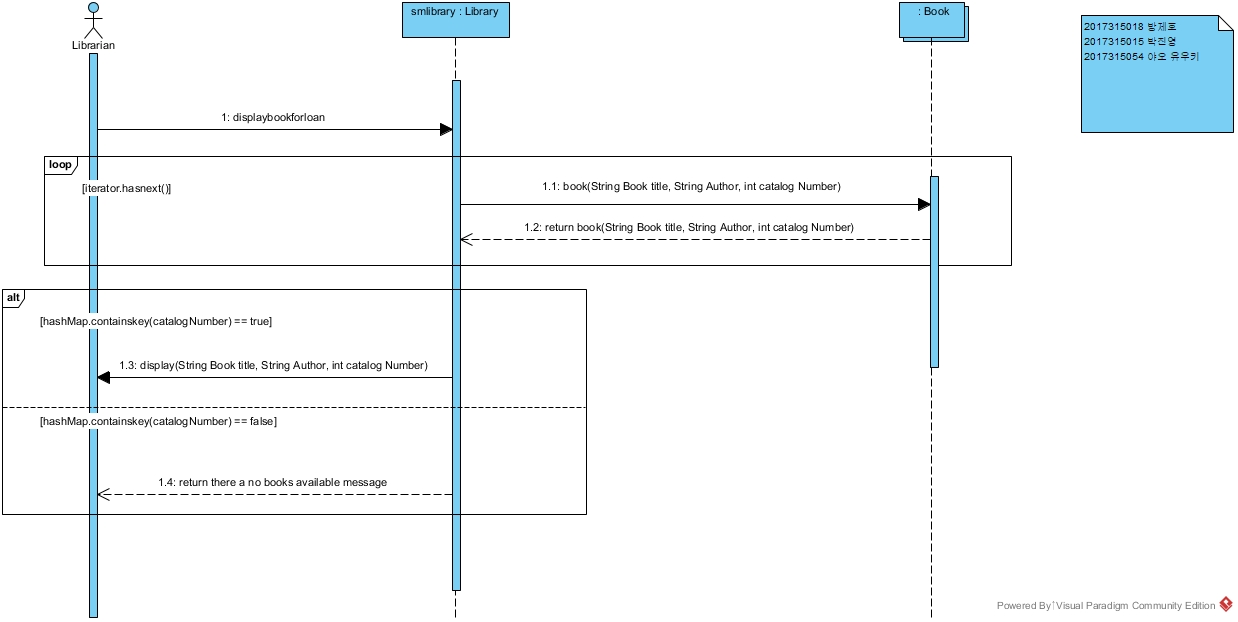 smlibrary : Library
: Book
Librarian
2017315018 방제호
2017315015 박진영
2017315054 야오 유우키
1: displaybookforloan
loop
[iterator.hasnext()]
1.1: book(String Book title, String Author, int catalog Number)
1.2: return book(String Book title, String Author, int catalog Number)
alt
[hashMap.containskey(catalogNumber) == true]
1.3: display(String Book title, String Author, int catalog Number)
[hashMap.containskey(catalogNumber) == false]
1.4: return there a no books available message
Powered By Visual Paradigm Community Edition